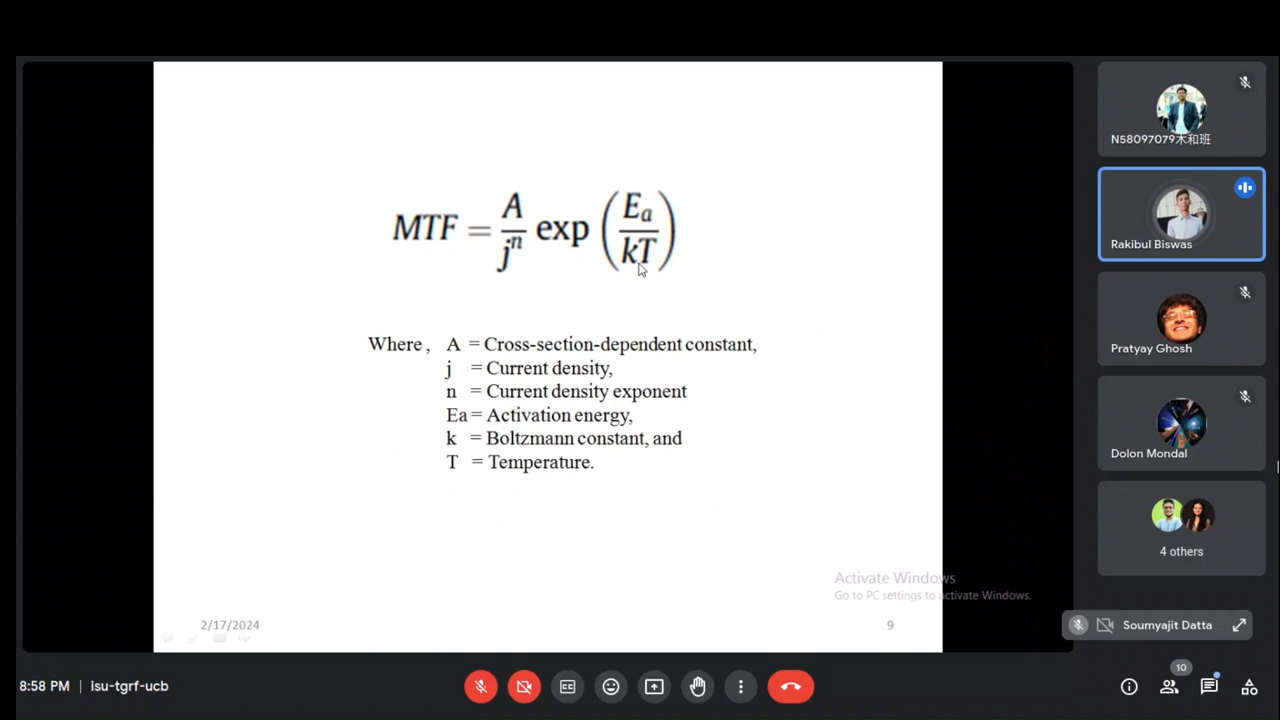 MTF = A/j^n exp (E_a/kT)
Where, A = Cross-section-dependent constant,
j = Current density,
n = Current density exponent
Ea = Activation energy,
k = Boltzmann constant, and
T = Temperature.
Activate Windows
Go to PC settings to activate Windows.
2/17/2024
9
N58097079木和班
Rakibul Biswas
Pratyay Ghosh
Dolon Mondal
4 others
Soumyajit Datta
8:58 PM | isu-tgrf-ucb
CC
10